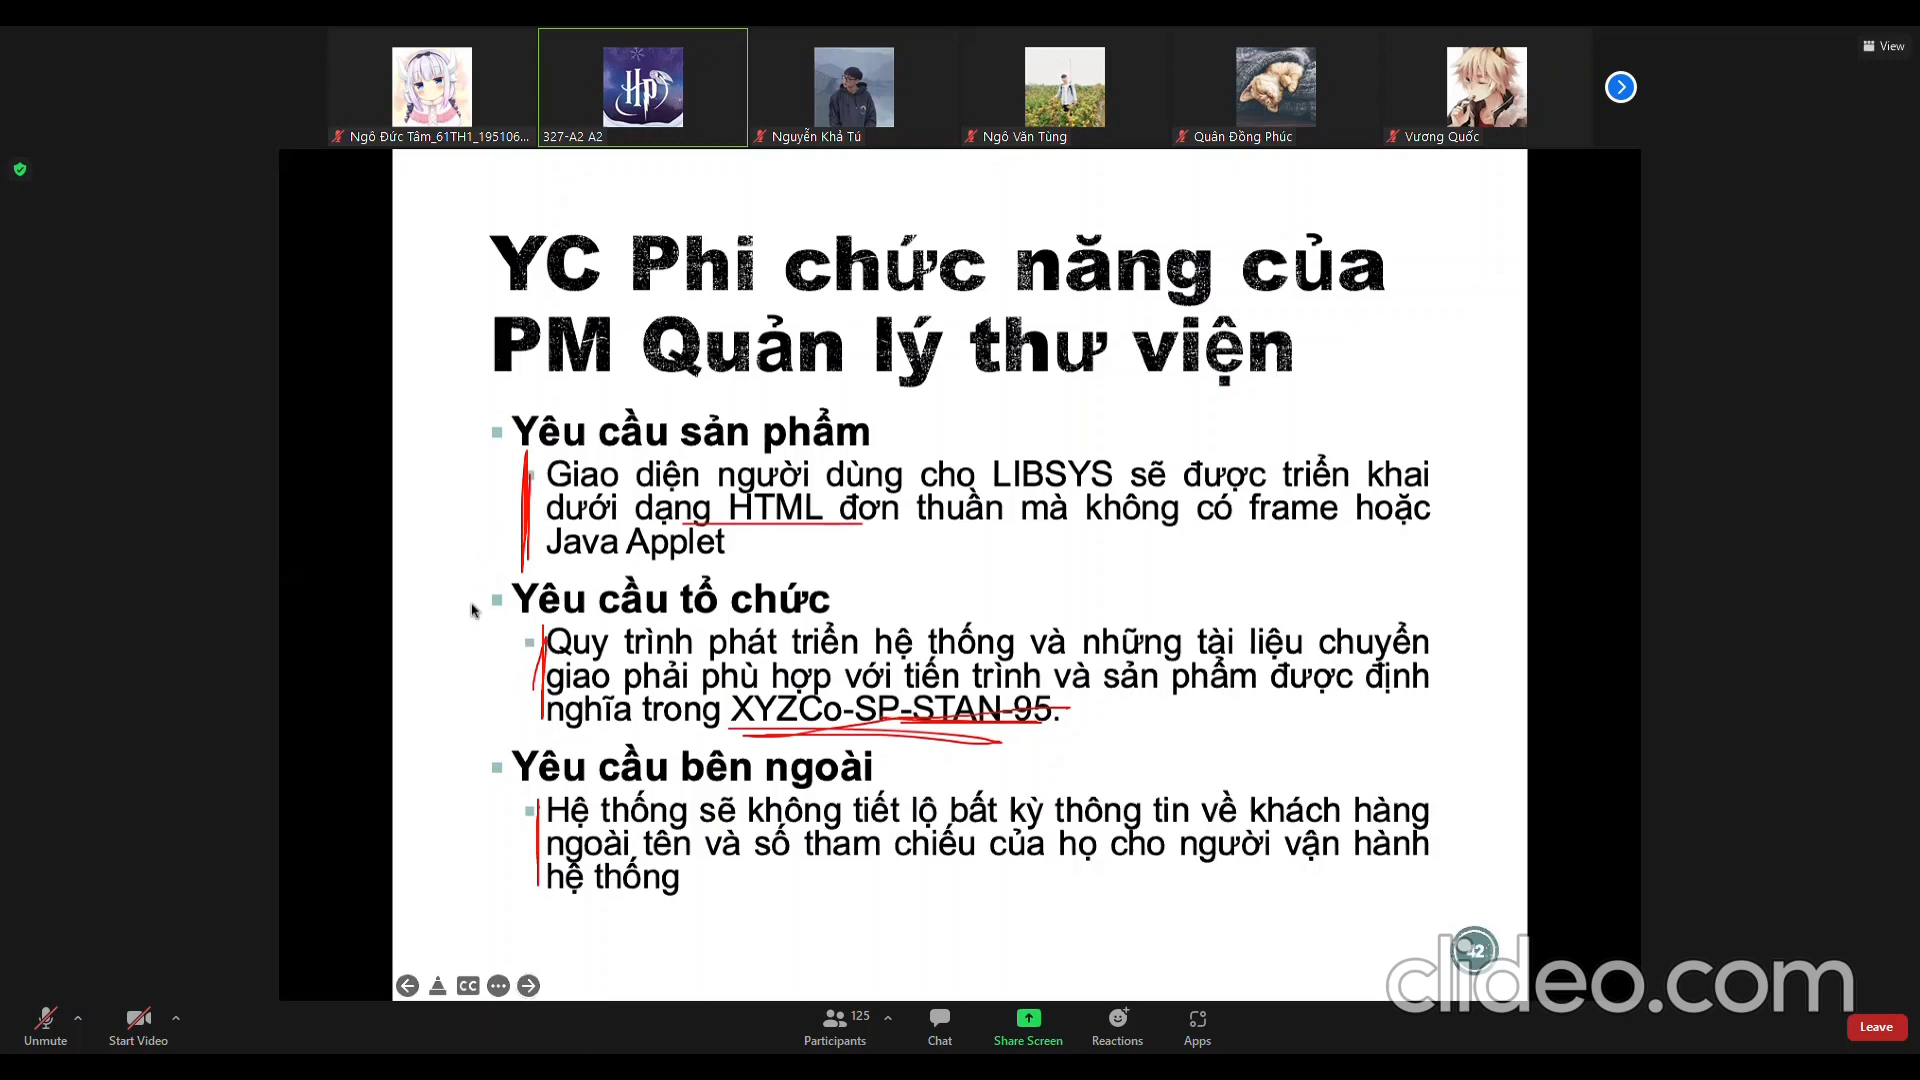 View
Ngô Đức Tâm_61TH1_195106...
327-A2 A2
Nguyễn Khả Tú
Ngô Văn Tùng
Quân Đồng Phúc
Vương Quốc
HP
YC Phi chức năng của
PM Quản lý thư viện
Yêu cầu sản phẩm
Giao diện người dùng cho LIBSYS sẽ được triển khai
dưới dạng HTML đơn thuần mà không có frame hoặc
Java Applet
Yêu cầu tổ chức
Quy trình phát triển hệ thống và những tài liệu chuyển
giao phải phù hợp với tiến trình và sản phẩm được định
nghĩa trong XYZCo-SP-STAN-95.
Yêu cầu bên ngoài
Hệ thống sẽ không tiết lộ bất kỳ thông tin về khách hàng
ngoài tên và số tham chiếu của họ cho người vận hành
hệ thống
clideo.com
CC
Unmute
Start Video
125
Participants
Chat
Share Screen
Reactions
Apps
Leave